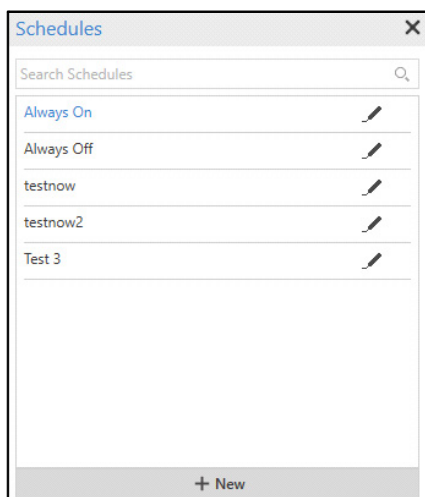 Schedules
Search Schedules
Always On
Always Off
testnow
testnow2
Test 3
+ New